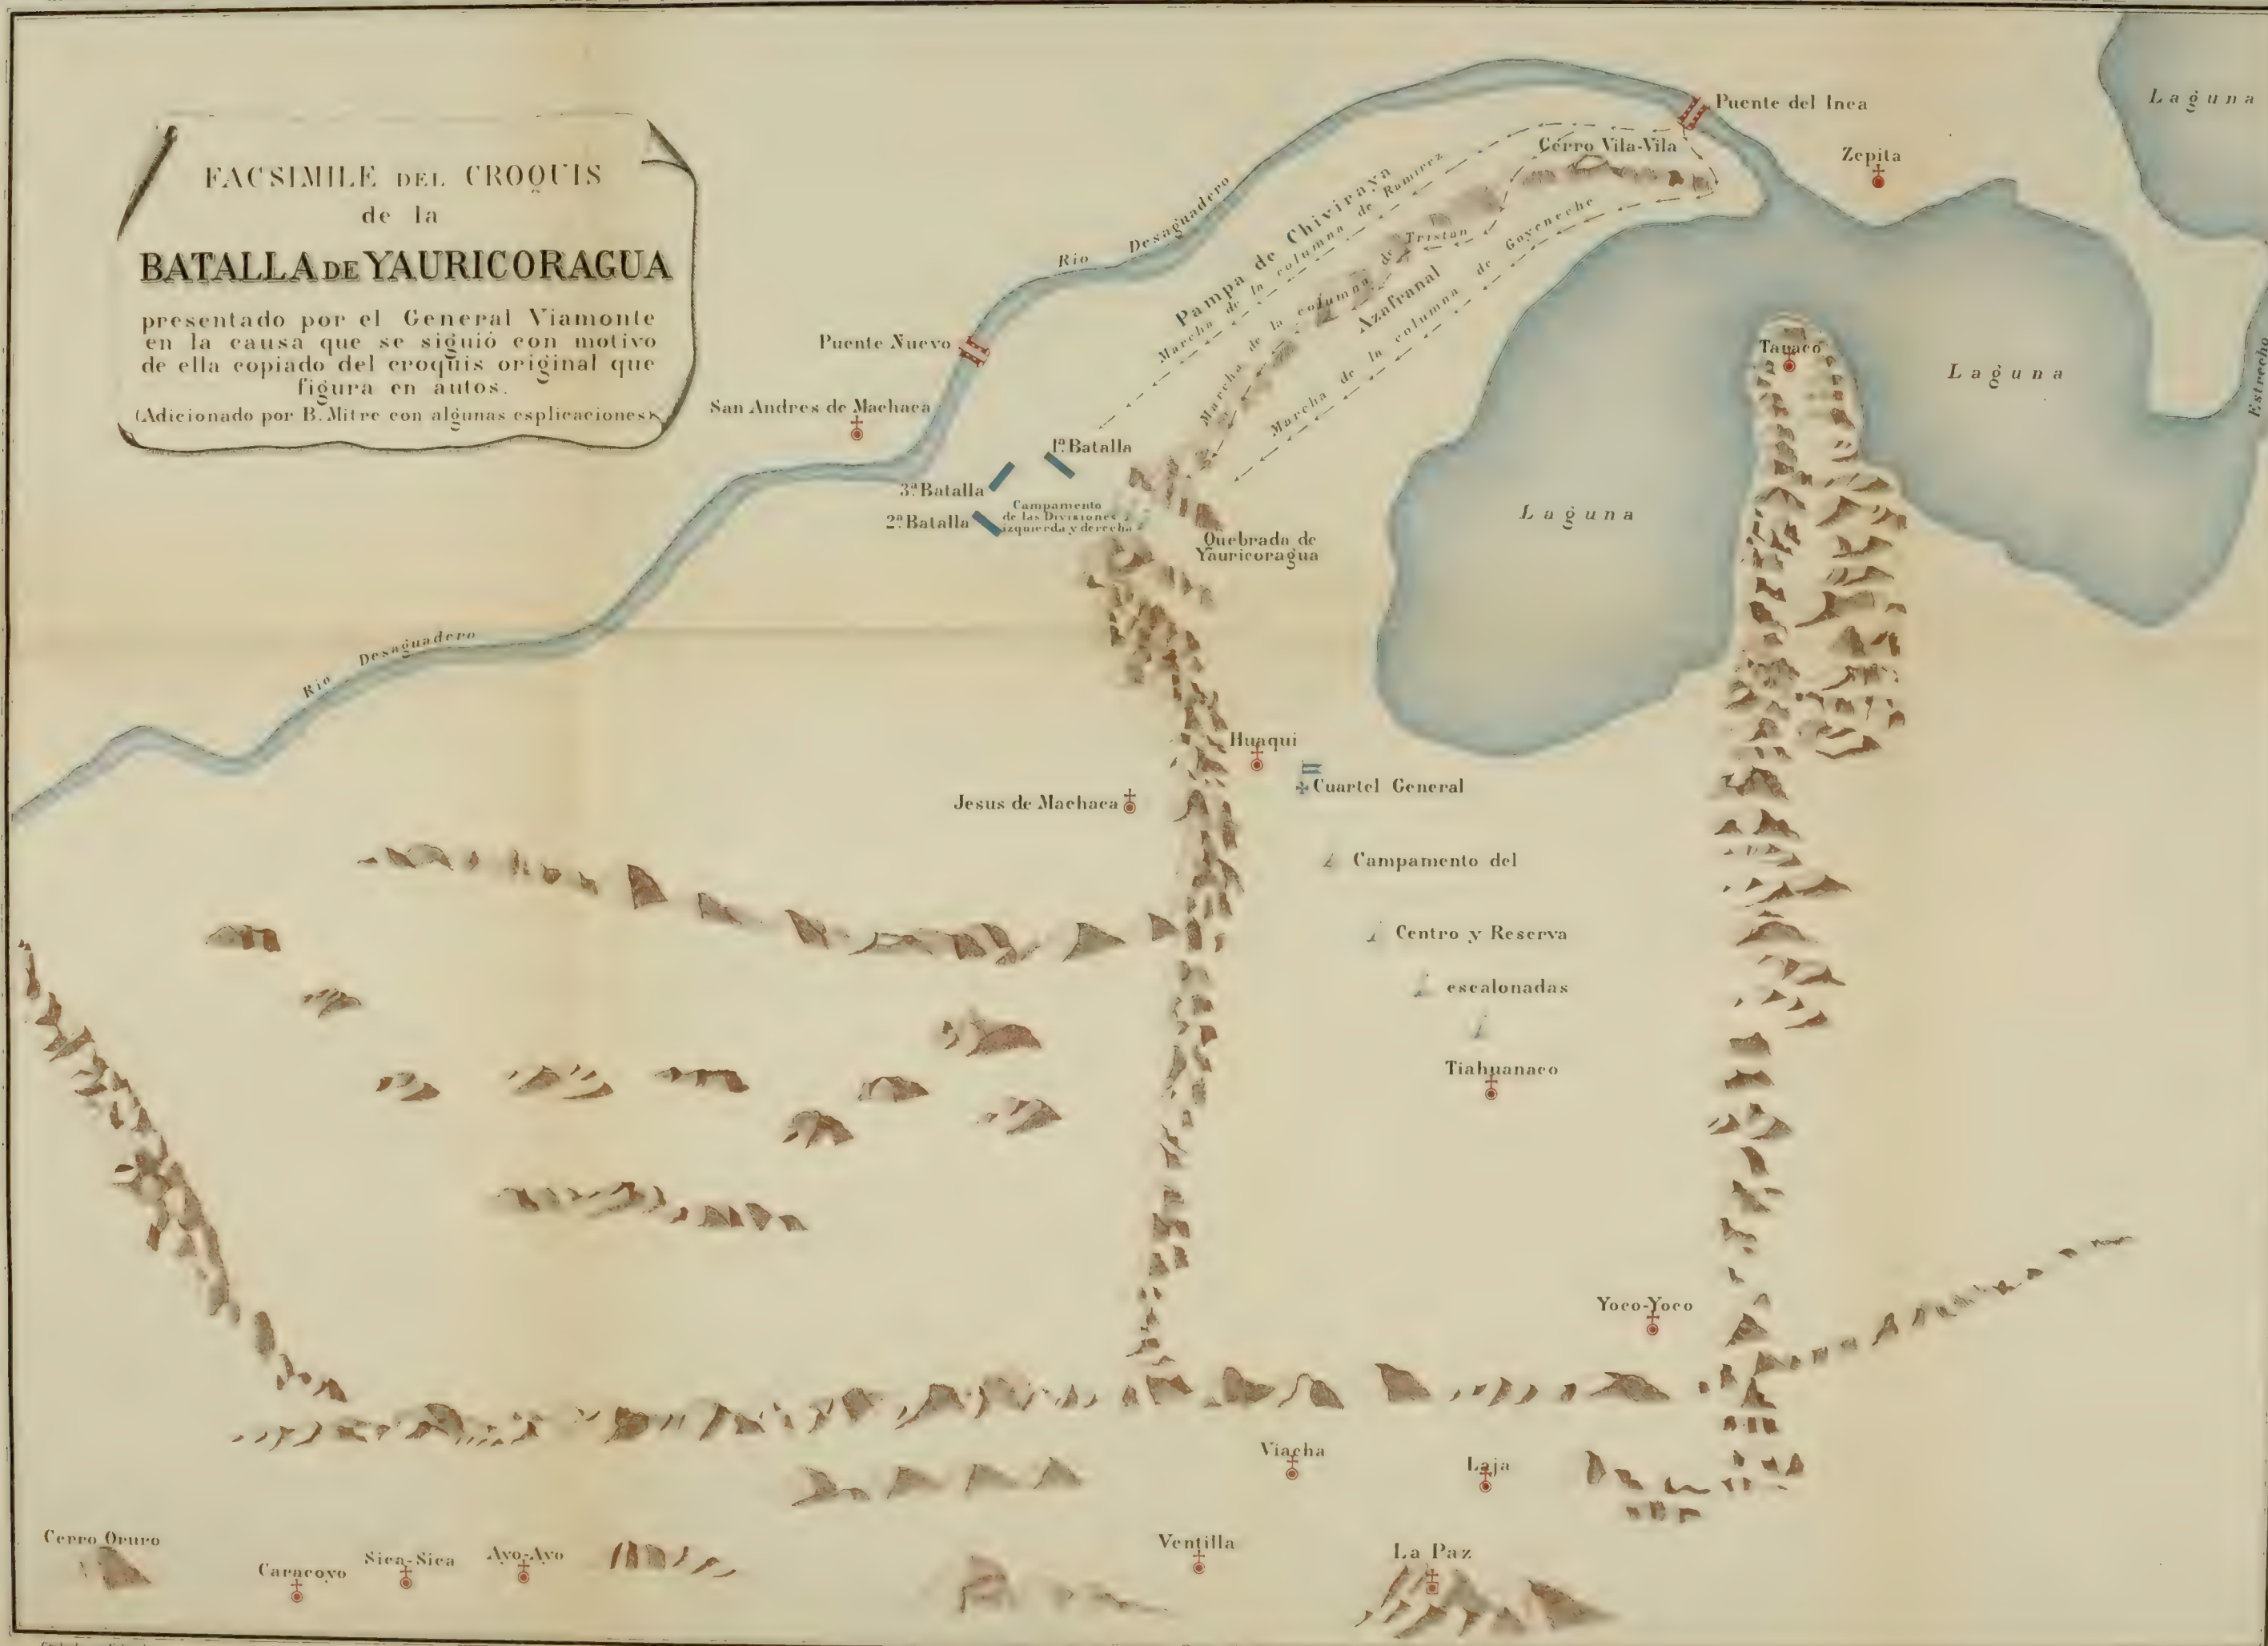 FACSIMILE DEL CROQUIS
de la
BATALLA DE YAURICORAGUA
presentado por el General Viamonte
en la causa que se siguió con motivo
de ella copiado del croquis original que
figura en autos.
(Adicionado por B. Mitre con algunas esplicaciones)
Laguna
Puente del Inca
Zepita
Cerro Vila-Vila
Rio Desaguadero
Pampa de Chiviraya
Marcha de la columna de Ramirez
Marcha de la columna de Tristan
Azafranal
Marcha de la columna de Goyeneche
Puente Nuevo
San Andres de Machaca
1ª. Batalla
3ª. Batalla
2ª. Batalla
Campamento
de las Divisiones
izquierda y derecha
Quebrada de
Yauricoragua
Laguna
Laguna
Estrecho
Rio Desaguadero
Huaqui
Cuartel General
Jesus de Machaca
Campamento del
Centro y Reserva
escalonadas
Tiahuanaco
Yoco-Yoco
Viacha
Laja
Cerro Oruro
Caracoyo
Sica-Sica
Ayo-Ayo
Ventilla
La Paz